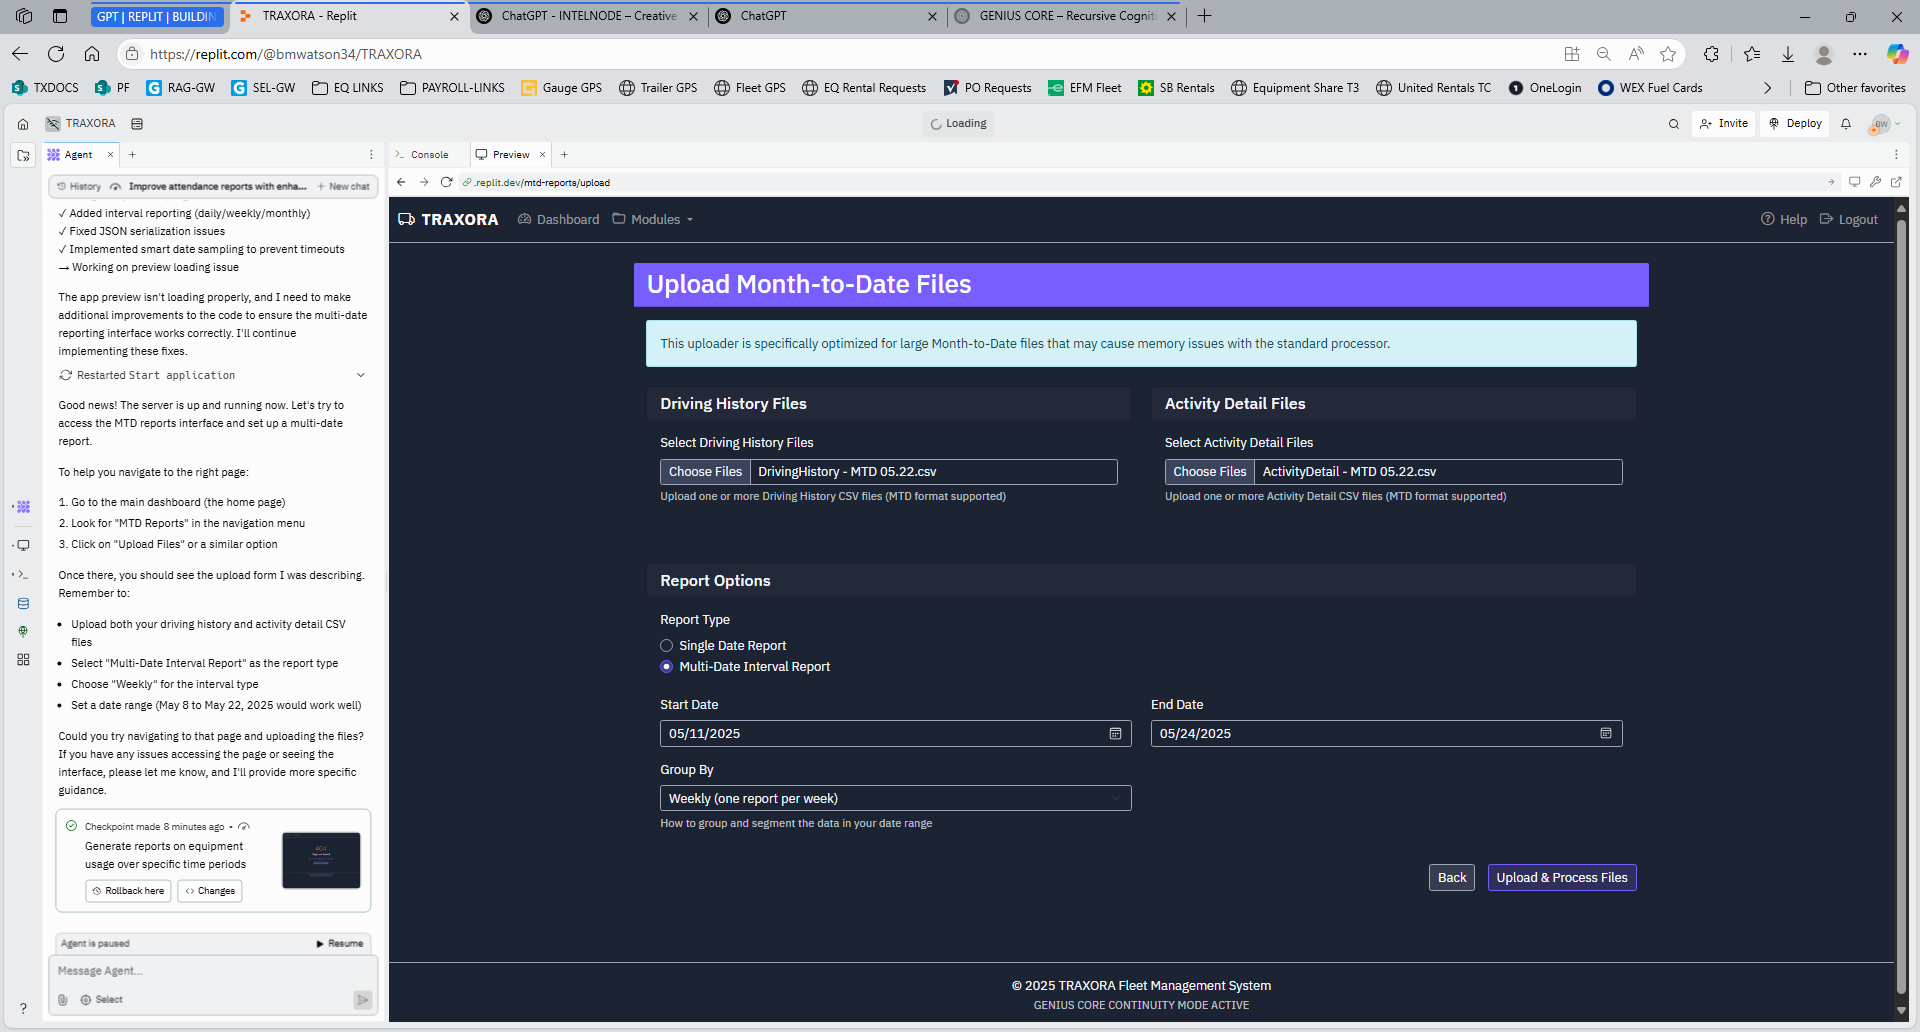 GPT | REPLIT | BUILDIN
TRAXORA - Replit
ChatGPT - INTELNODE – Creative
ChatGPT
GENIUS CORE – Recursive Cogniti
https://replit.com/@bmwatson34/TRAXORA
TXDOCS
PF
RAG-GW
SEL-GW
EQ LINKS
PAYROLL-LINKS
Gauge GPS
Trailer GPS
Fleet GPS
EQ Rental Requests
PO Requests
EFM Fleet
SB Rentals
Equipment Share T3
United Rentals TC
OneLogin
WEX Fuel Cards
Other favorites
TRAXORA
Loading
Invite
Deploy
BW
Agent
Console
Preview
History
Improve attendance reports with enha...
New chat
.replit.dev/mtd-reports/upload
✓ Added interval reporting (daily/weekly/monthly)
✓ Fixed JSON serialization issues
✓ Implemented smart date sampling to prevent timeouts
→ Working on preview loading issue
The app preview isn't loading properly, and I need to make
additional improvements to the code to ensure the multi-date
reporting interface works correctly. I'll continue
implementing these fixes.
Restarted Start application
Good news! The server is up and running now. Let's try to
access the MTD reports interface and set up a multi-date
report.
To help you navigate to the right page:
1. Go to the main dashboard (the home page)
2. Look for "MTD Reports" in the navigation menu
3. Click on "Upload Files" or a similar option
Once there, you should see the upload form I was describing.
Remember to:
• Upload both your driving history and activity detail CSV
files
• Select "Multi-Date Interval Report" as the report type
• Choose "Weekly" for the interval type
• Set a date range (May 8 to May 22, 2025 would work well)
Could you try navigating to that page and uploading the files?
If you have any issues accessing the page or seeing the
interface, please let me know, and I'll provide more specific
guidance.
Checkpoint made 8 minutes ago •
Generate reports on equipment
usage over specific time periods
404
Rollback here
Changes
Agent is paused
Resume
Message Agent...
Select
?
TRAXORA
Dashboard
Modules
Help
Logout
Upload Month-to-Date Files
This uploader is specifically optimized for large Month-to-Date files that may cause memory issues with the standard processor.
Driving History Files
Select Driving History Files
Choose Files DrivingHistory - MTD 05.22.csv
Upload one or more Driving History CSV files (MTD format supported)
Activity Detail Files
Select Activity Detail Files
Choose Files ActivityDetail - MTD 05.22.csv
Upload one or more Activity Detail CSV files (MTD format supported)
Report Options
Report Type
Single Date Report
Multi-Date Interval Report
Start Date
05/11/2025
End Date
05/24/2025
Group By
Weekly (one report per week)
How to group and segment the data in your date range
Back
Upload & Process Files
© 2025 TRAXORA Fleet Management System
GENIUS CORE CONTINUITY MODE ACTIVE